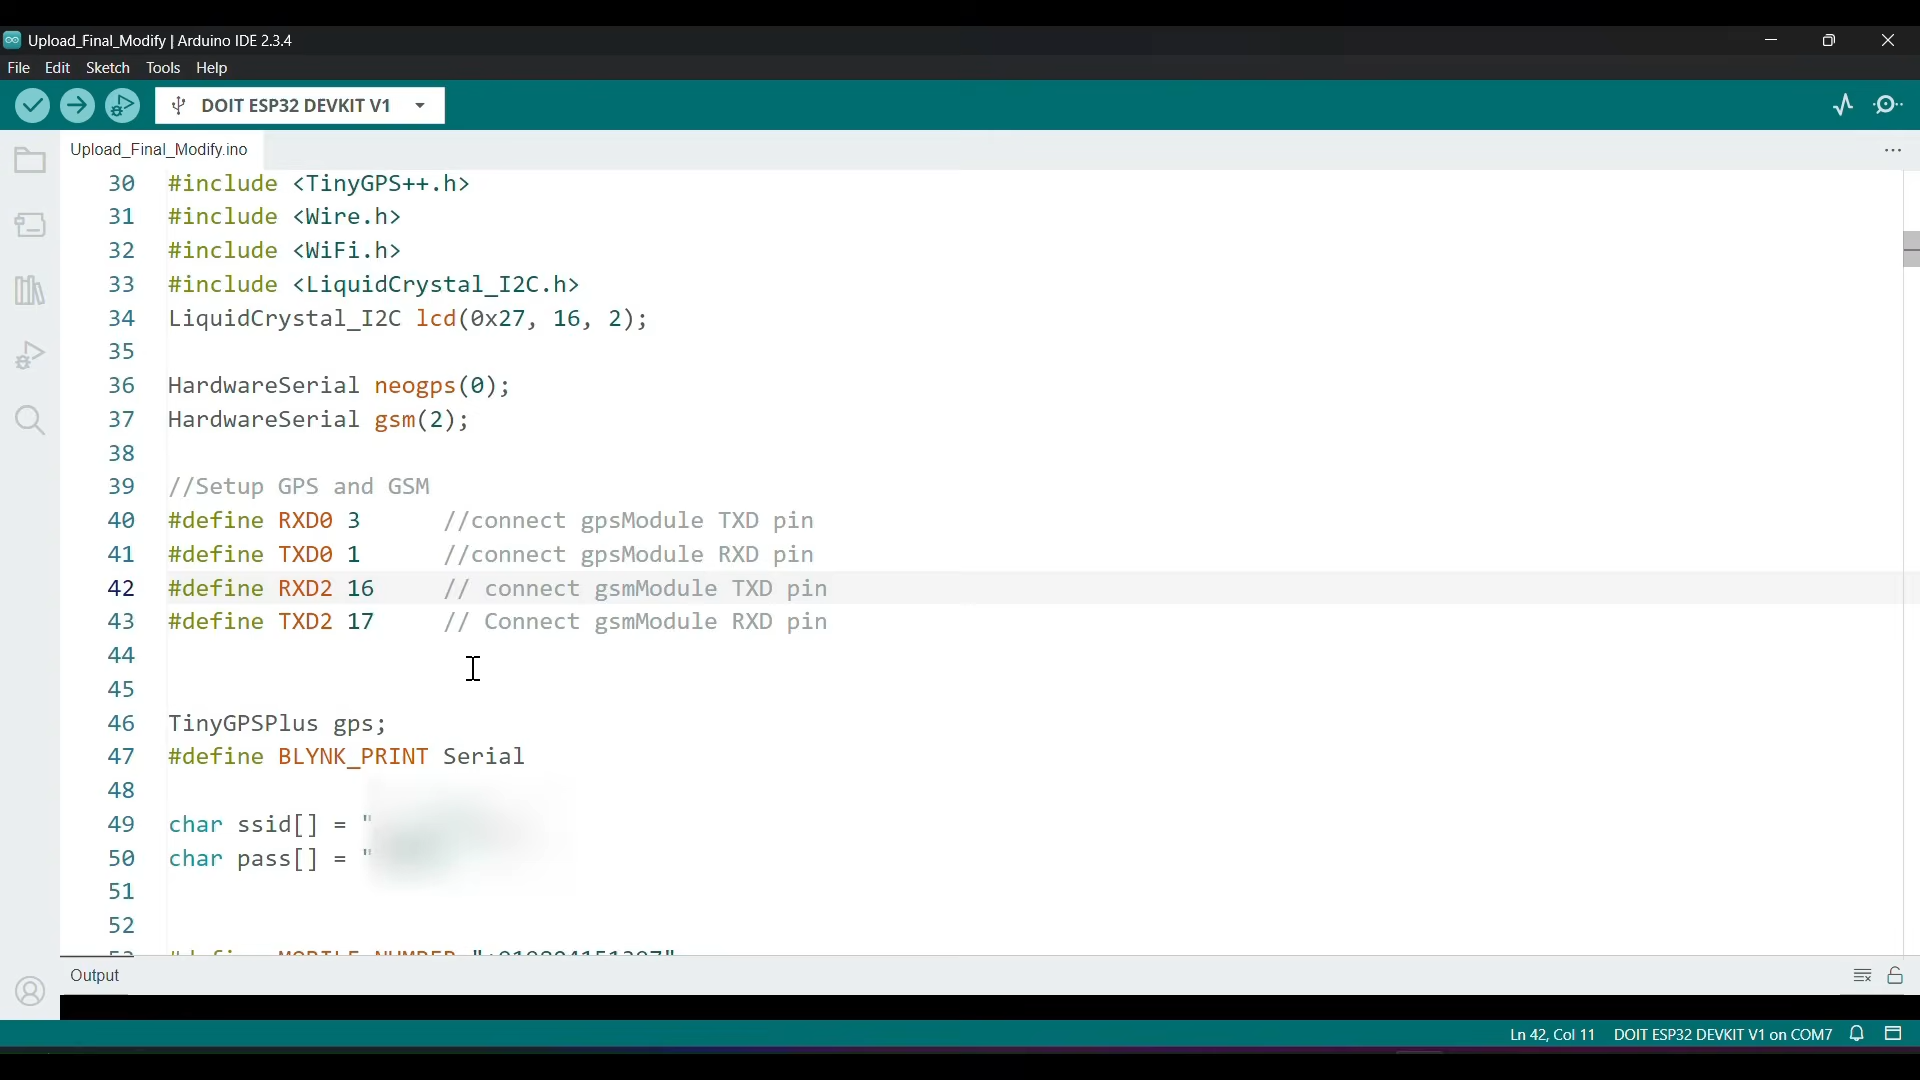 Upload_Final_Modify | Arduino IDE 2.3.4
File Edit Sketch Tools Help
DOIT ESP32 DEVKIT V1
Upload_Final_Modify.ino
30 #include <TinyGPS++.h>
31 #include <Wire.h>
32 #include <WiFi.h>
33 #include <LiquidCrystal_I2C.h>
34 LiquidCrystal_I2C lcd(0x27, 16, 2);
35
36 HardwareSerial neogps(0);
37 HardwareSerial gsm(2);
38
39 //Setup GPS and GSM
40 #define RXD0 3 //connect gpsModule TXD pin
41 #define TXD0 1 //connect gpsModule RXD pin
42 #define RXD2 16 // connect gsmModule TXD pin
43 #define TXD2 17 // Connect gsmModule RXD pin
44
45
46 TinyGPSPlus gps;
47 #define BLYNK_PRINT Serial
48
49 char ssid[] = "
50 char pass[] = "
51
52
Output
Ln 42, Col 11 DOIT ESP32 DEVKIT V1 on COM7